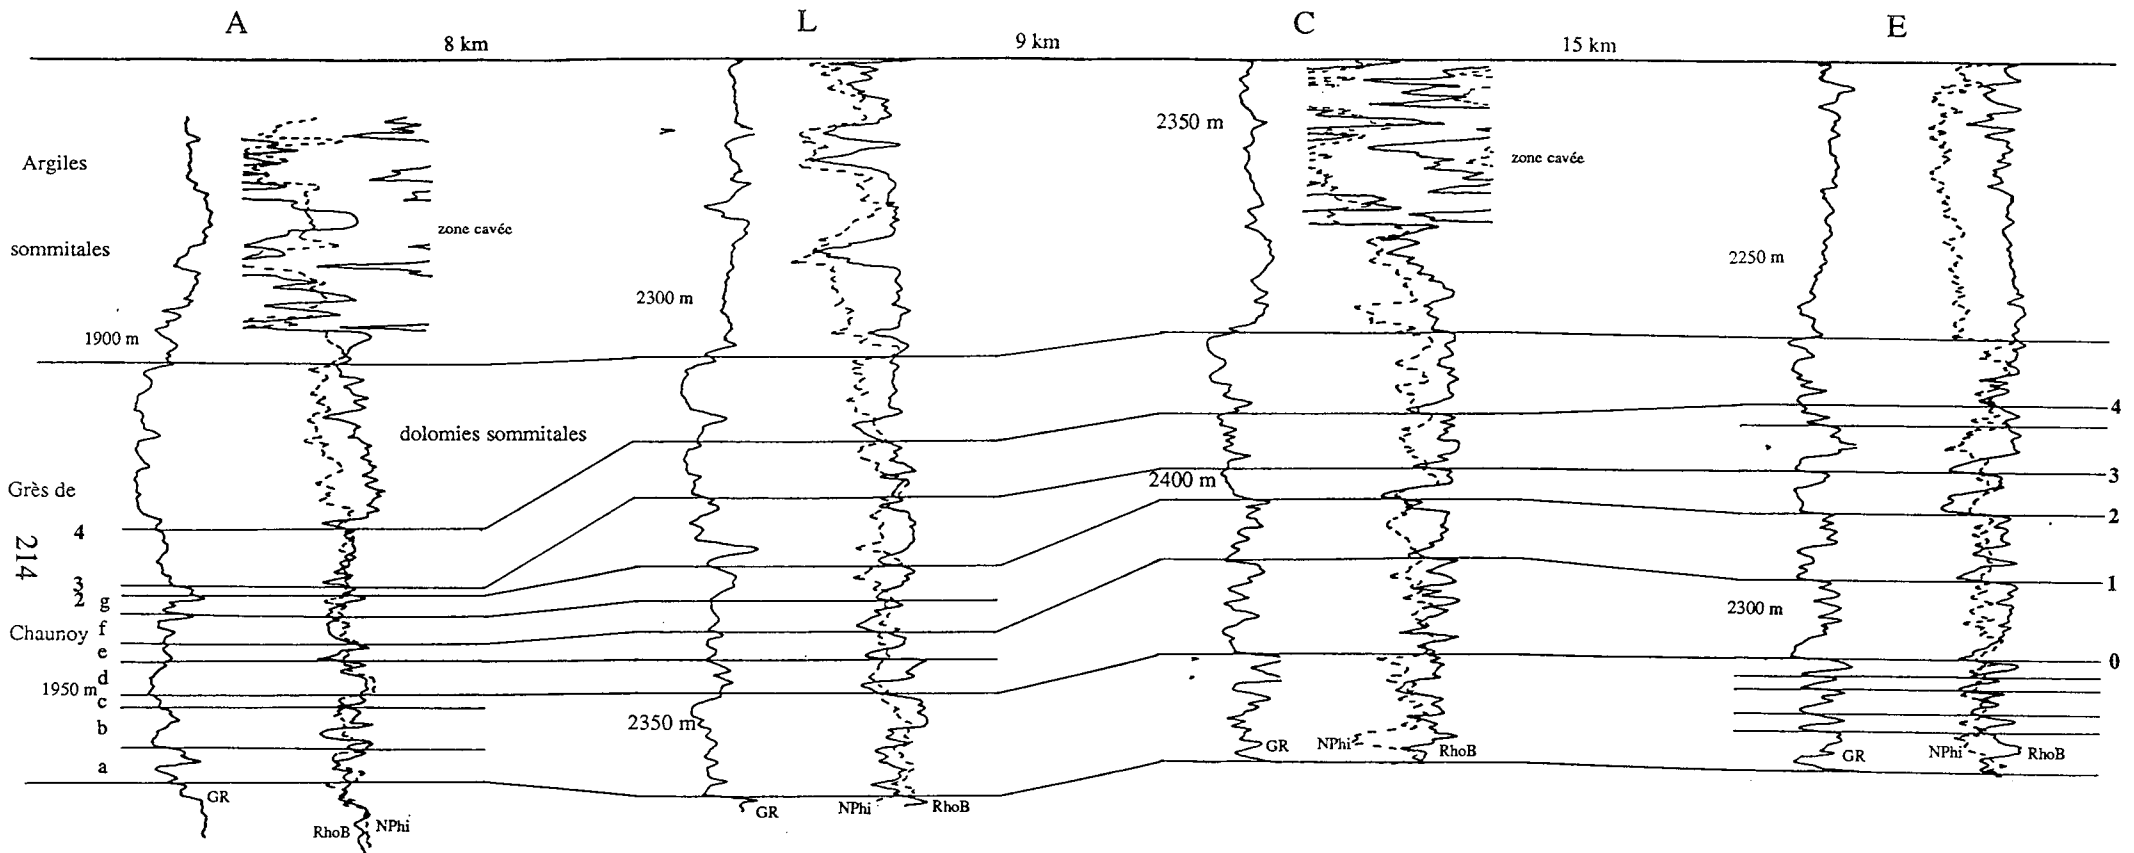 A
L
C
E
8 km
9 km
15 km
2350 m
Argiles
zone cavée
sommitales
zone cavée
2250 m
2300 m
1900 m
4
dolomies sommitales
3
2400 m
Grès de
2
4
214
1
3
2
g
2300 m
f
Chaunoy
e
0
d
1950 m
c
2350 m
b
GR
NPhi
RhoB
GR
NPhi
RhoB
a
GR
GR
NPhi
RhoB
RhoB
NPhi